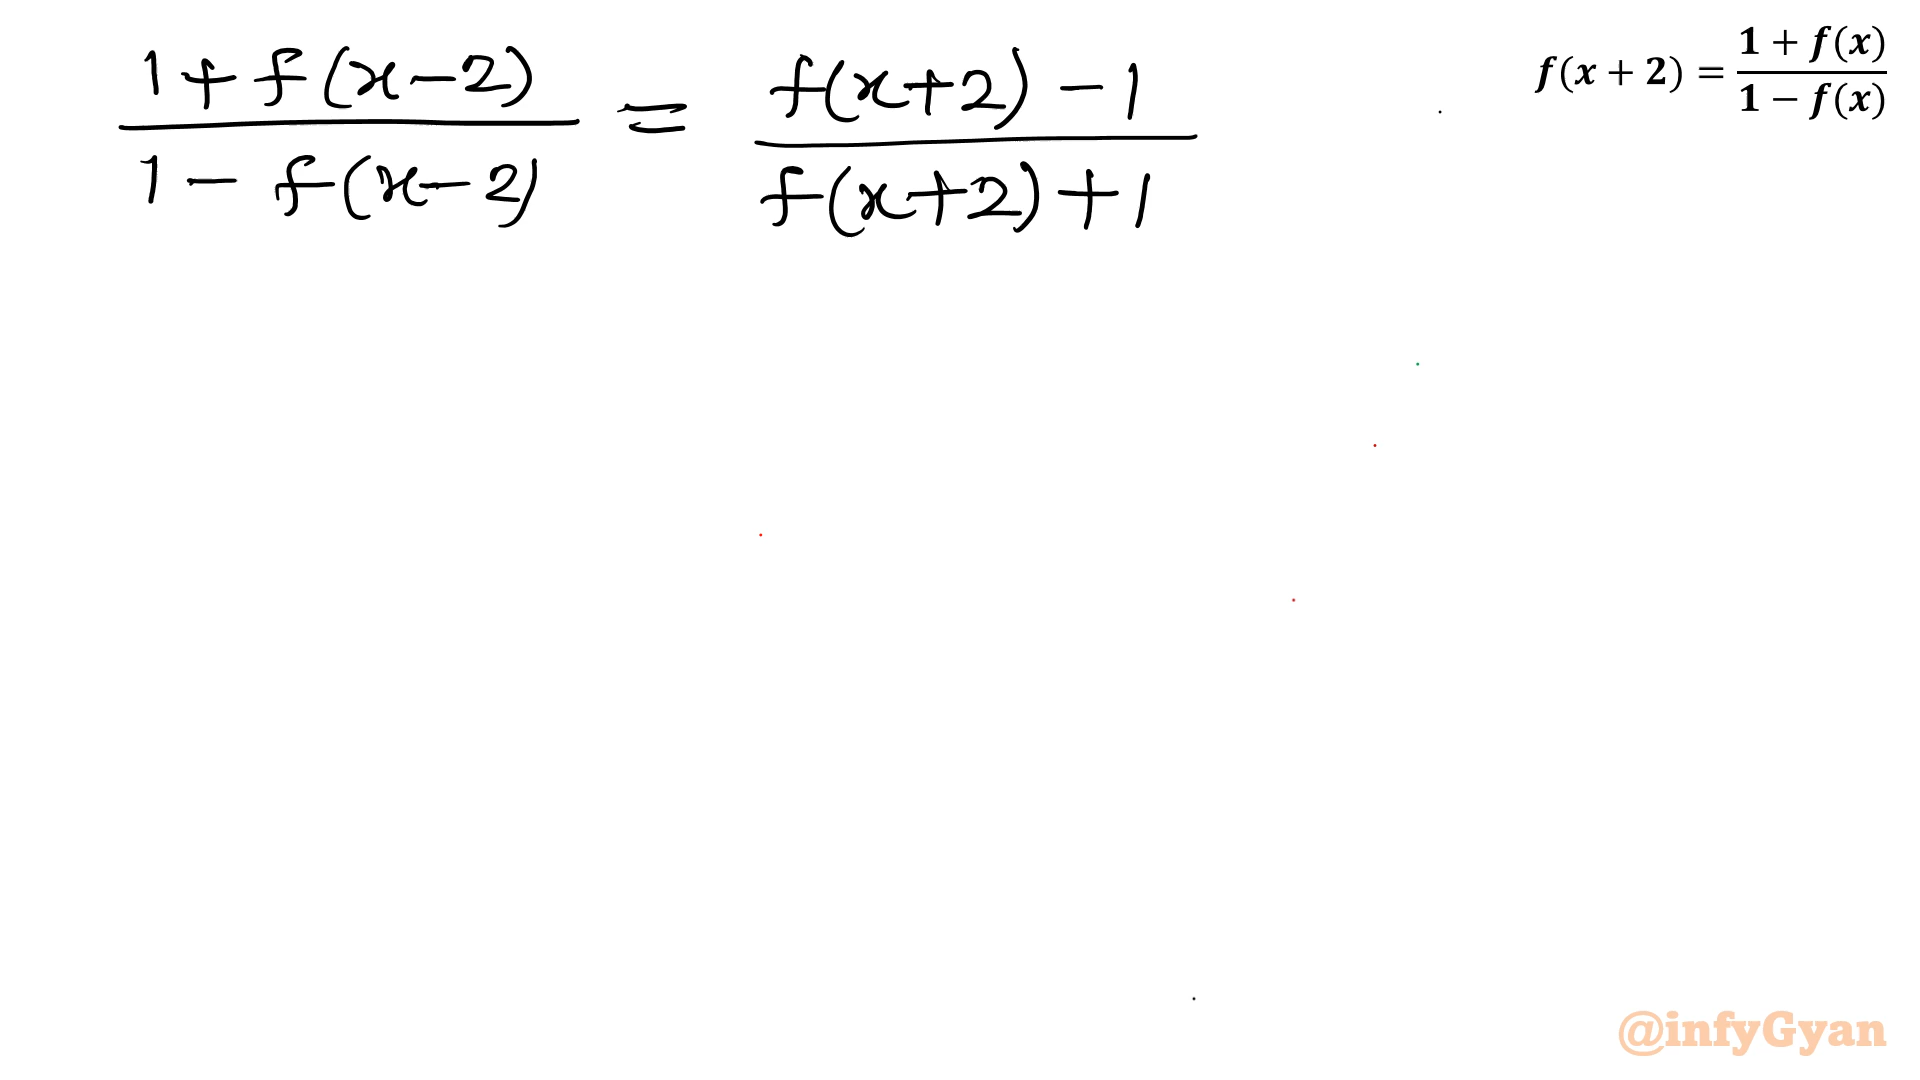 1 + f(x-2) / 1 - f(x-2) = f(x+2) - 1 / f(x+2) + 1
f(x + 2) = 1 + f(x) / 1 − f(x)
@infyGyan